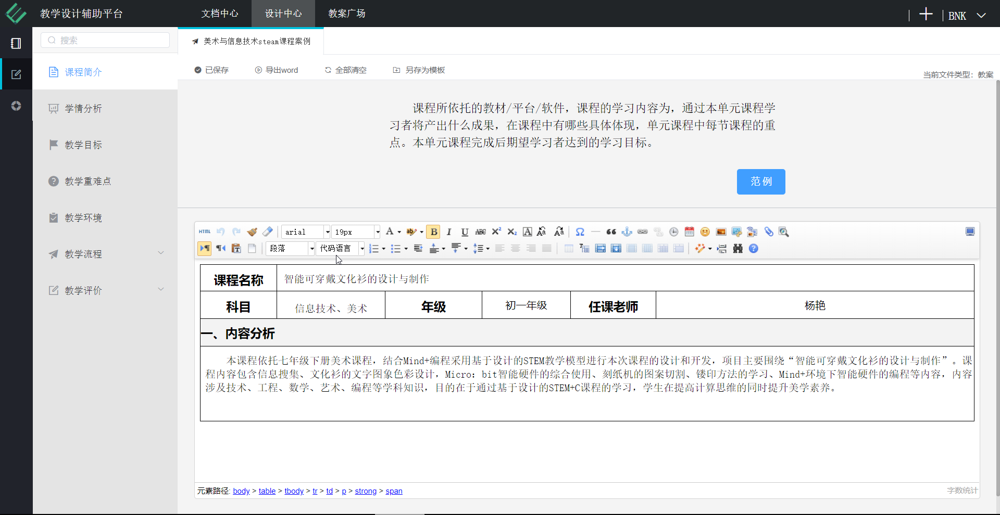 教学设计辅助平台
文档中心
设计中心
教案广场
BNK
搜索
美术与信息技术steam课程案例
课程简介
学情分析
教学目标
教学重难点
教学环境
教学流程
教学评价
已保存
导出word
全部清空
另存为模板
当前文件类型：教案
课程所依托的教材/平台/软件，课程的学习内容为，通过本单元课程学
习者将产出什么成果，在课程中有哪些具体体现，单元课程中每节课程的重
点。本单元课程完成后期望学习者达到的学习目标。
范例
HTML
arial
19px
段落
代码语言
课程名称
智能可穿戴文化衫的设计与制作
科目
信息技术、美术
年级
初一年级
任课老师
杨艳
一、内容分析
本课程依托七年级下册美术课程，结合Mind+编程采用基于设计的STEM教学模型进行本次课程的设计和开发，项目主要围绕“智能可穿戴文化衫的设计与制作”。课
程内容包含信息搜集、文化衫的文字图象色彩设计，Micro：bit智能硬件的综合使用、刻纸机的图案切割、镂印方法的学习、Mind+环境下智能硬件的编程等内容，内容
涉及技术、工程、数学、艺术、编程等学科知识，目的在于通过基于设计的STEM+C课程的学习，学生在提高计算思维的同时提升美学素养。
元素路径: body > table > tbody > tr > td > p > strong > span
字数统计